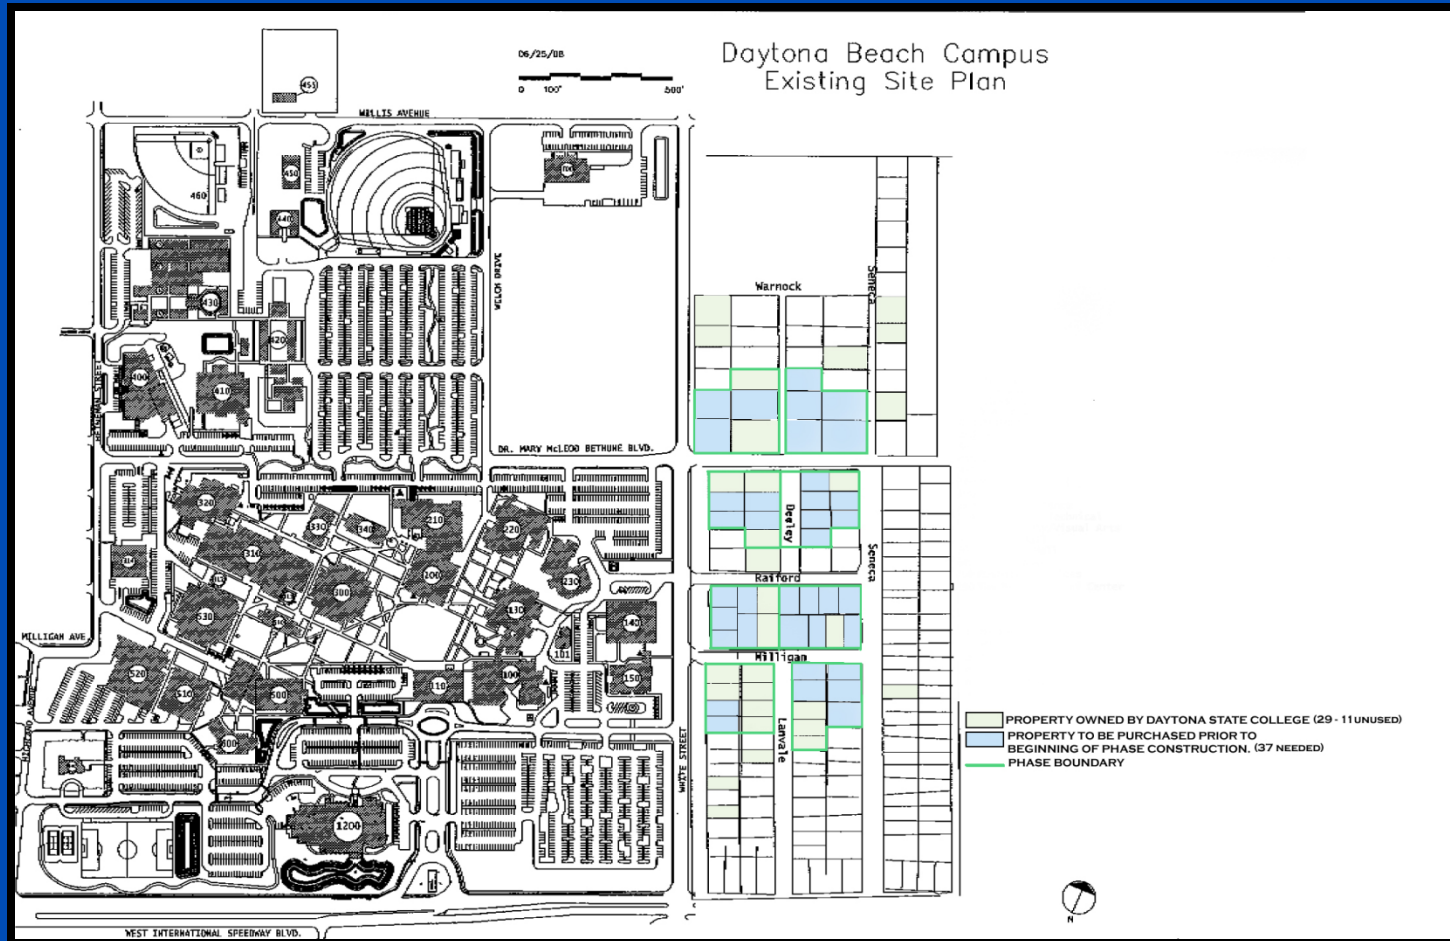 Daytona Beach Campus
Existing Site Plan
06/25/08
0 100' 500'
455
WILLIS AVENUE
450
700
460
440
WELCH DRIVE
Seneca
Warnock
430
420
400
410
KEYNEMAN STREET
DR. MARY McLEOD BETHUNE BLVD.
320
330
340
210
220
Deeley
310
200
230
Seneca
Raiford
300
530
130
140
MILLIGAN AVE
101
Milligan
520
510
500
110
100
150
Lanvale
WHITE STREET
1200
PROPERTY OWNED BY DAYTONA STATE COLLEGE (29 - 11 UNUSED)
PROPERTY TO BE PURCHASED PRIOR TO
BEGINNING OF PHASE CONSTRUCTION. (37 NEEDED)
PHASE BOUNDARY
N
WEST INTERNATIONAL SPEEDWAY BLVD.